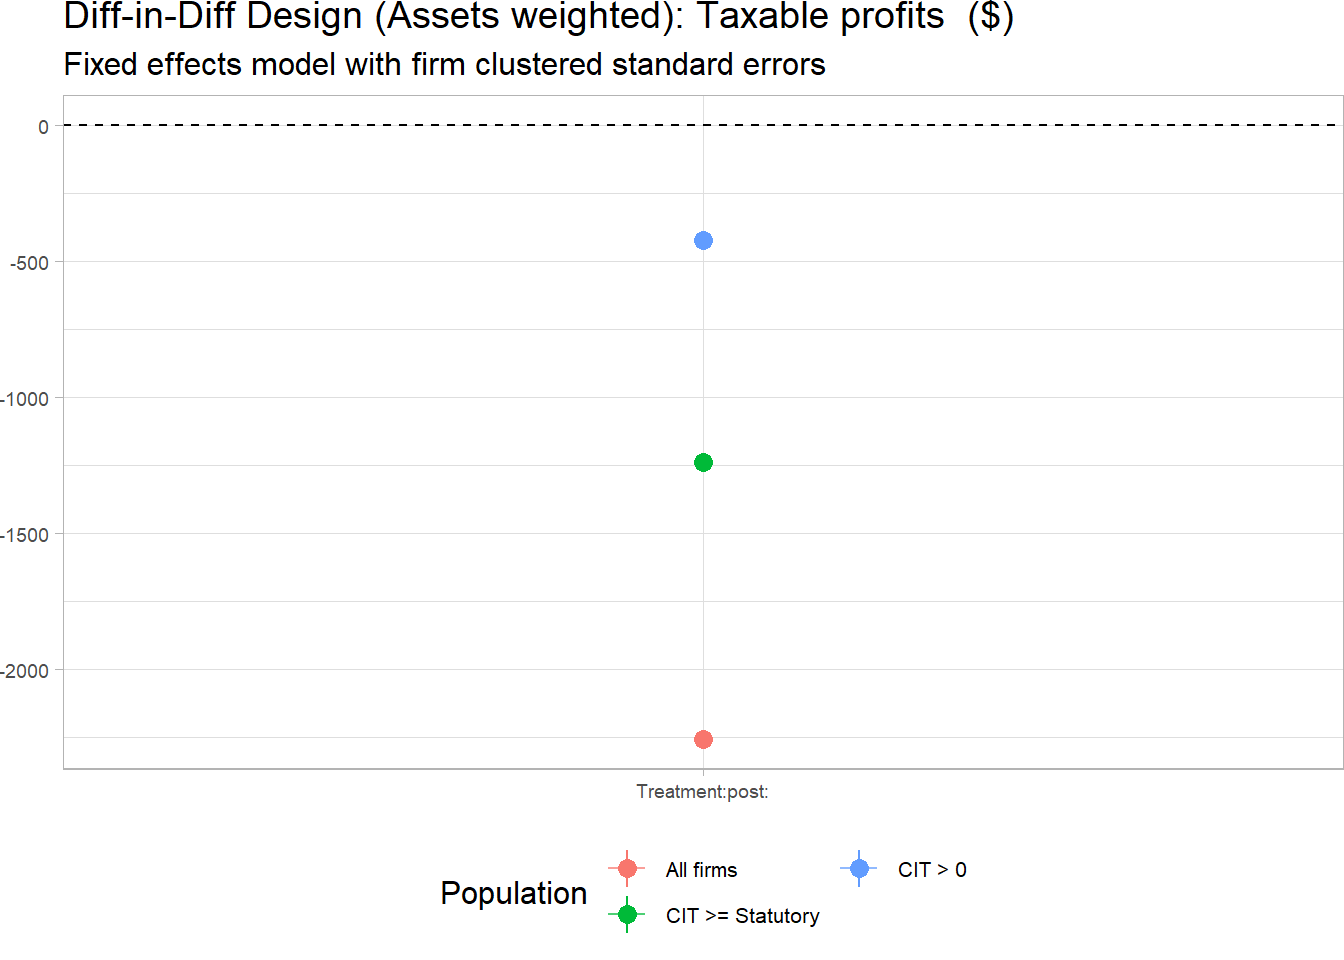 Diff-in-Diff Design (Assets weighted): Taxable profits  ($)
Fixed effects model with firm clustered standard errors
0
-500
-1000
-1500
-2000
Treatment:post:
Population
All firms
CIT > 0
CIT >= Statutory